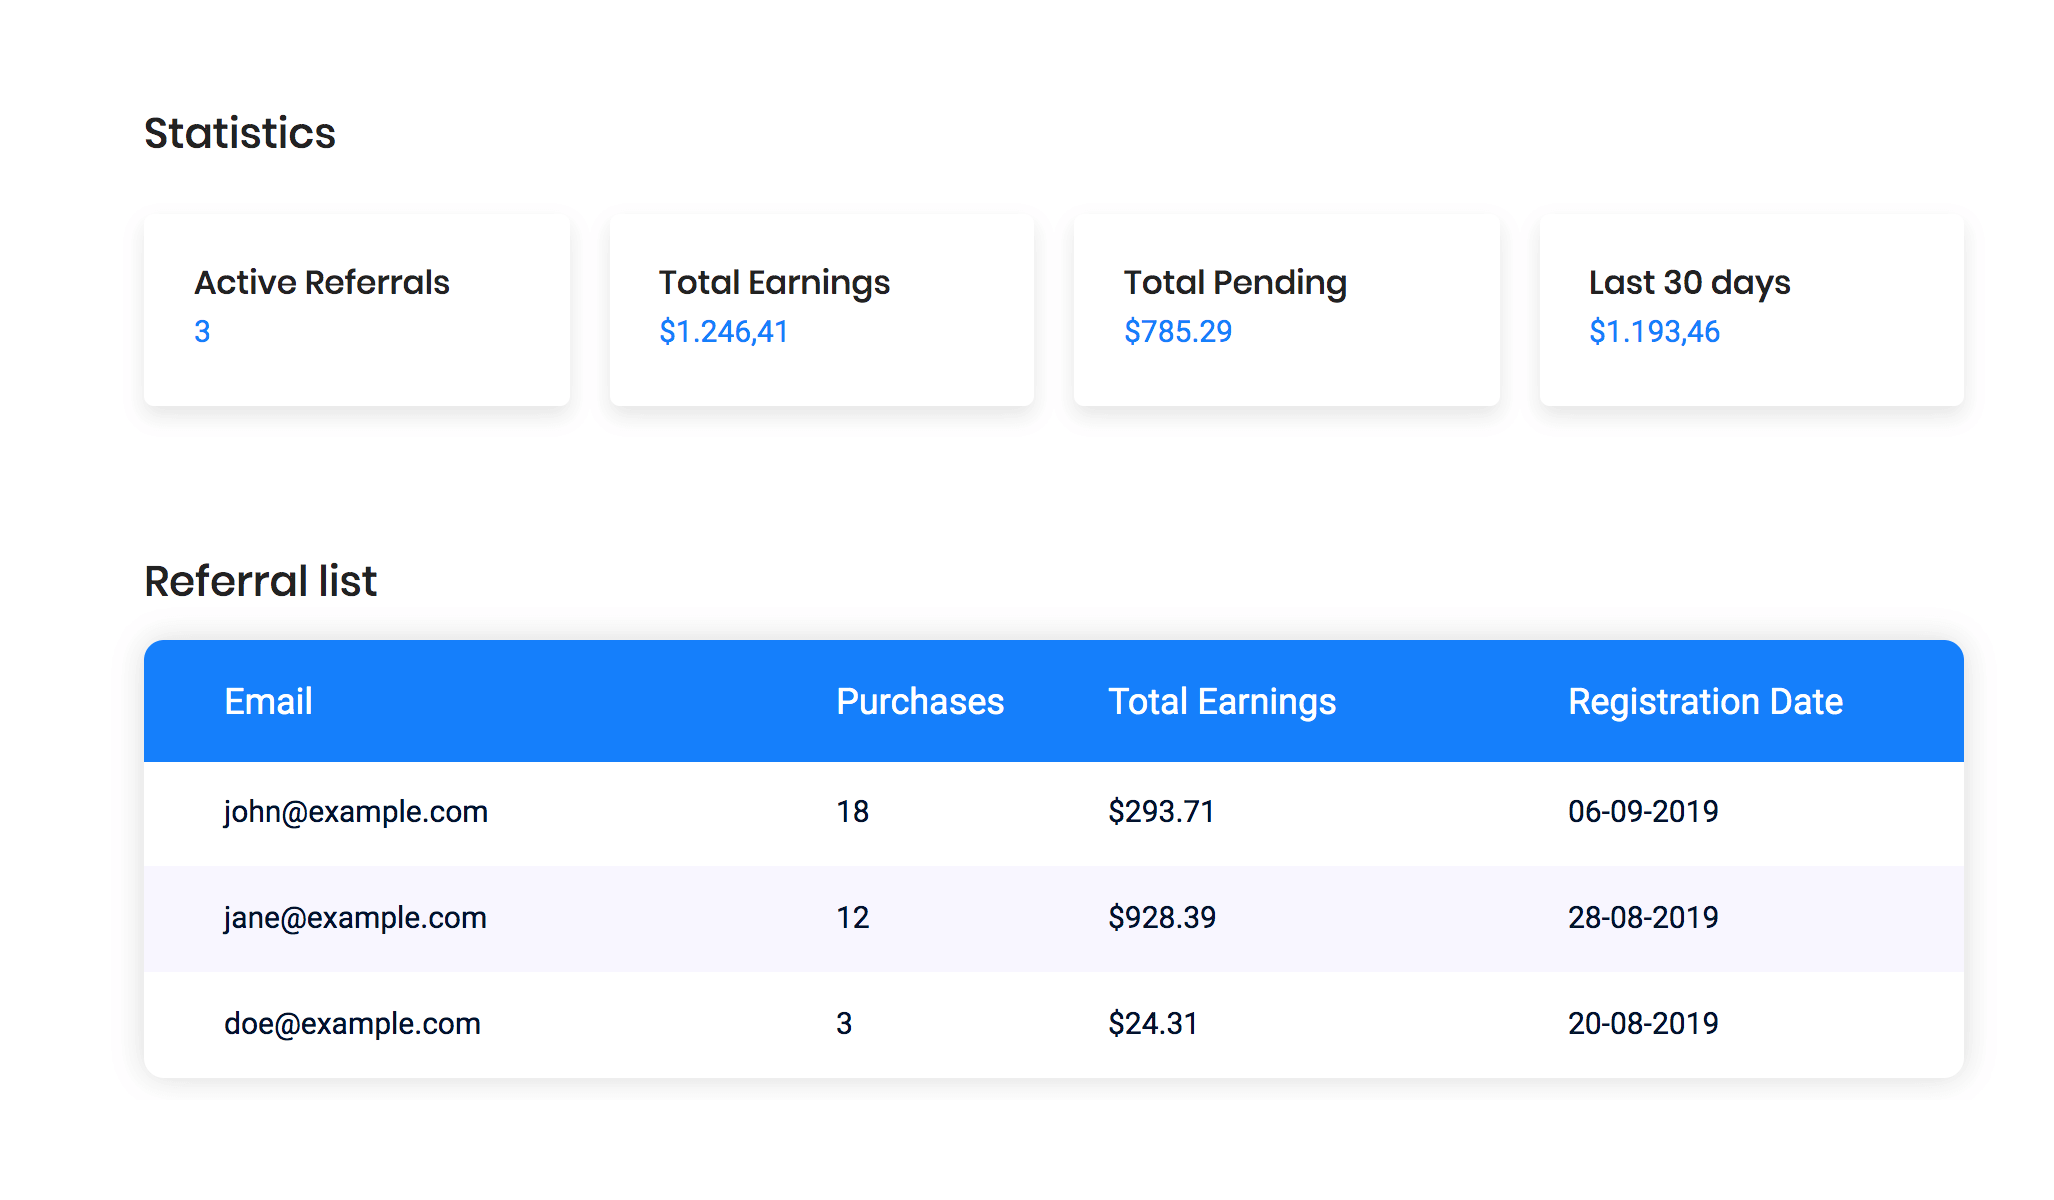 Statistics
Active Referrals Total Earnings Total Pending Last 30 days
3 $1.246,41 $785.29 $1.193,46
Referral list
Email Purchases Total Earnings Registration Date
john@example.com 18 $293.71 06-09-2019
jane@example.com 12 $928.39 28-08-2019
doe@example.com 3 $24.31 20-08-2019